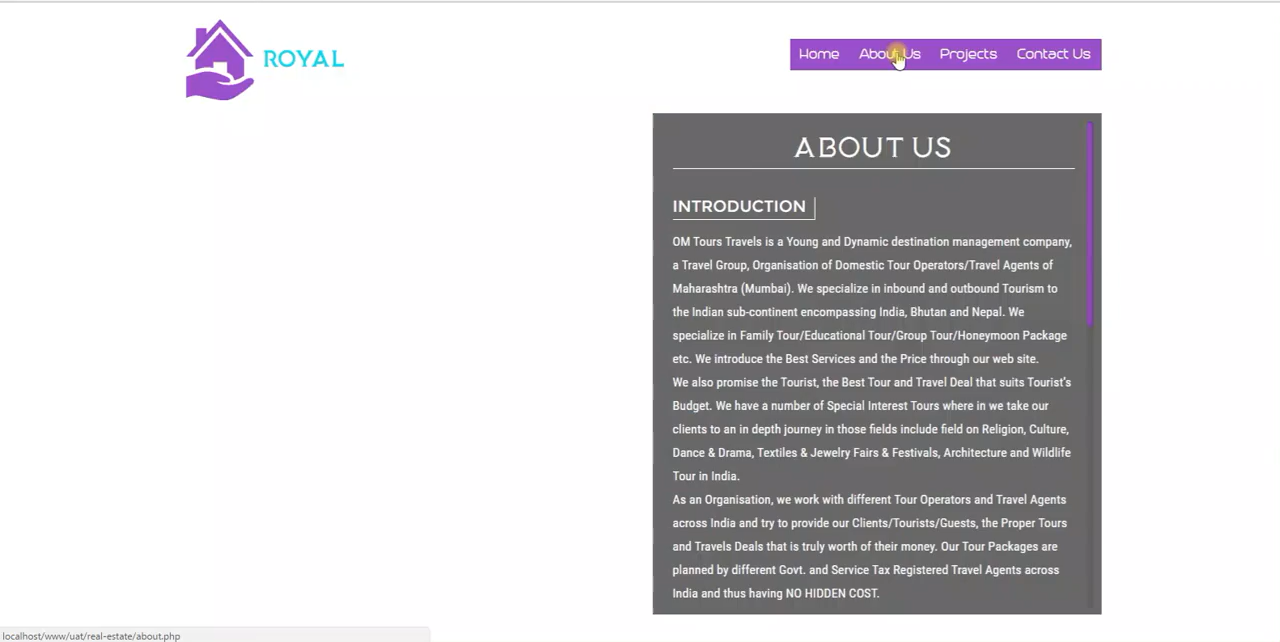 ROYAL
Home About Us Projects Contact Us
ABOUT US
INTRODUCTION
OM Tours Travels is a Young and Dynamic destination management company,
a Travel Group, Organisation of Domestic Tour Operators/Travel Agents of
Maharashtra (Mumbai). We specialize in inbound and outbound Tourism to
the Indian sub-continent encompassing India, Bhutan and Nepal. We
specialize in Family Tour/Educational Tour/Group Tour/Honeymoon Package
etc. We introduce the Best Services and the Price through our web site.
We also promise the Tourist, the Best Tour and Travel Deal that suits Tourist's
Budget. We have a number of Special Interest Tours where in we take our
clients to an in depth journey in those fields include field on Religion, Culture,
Dance & Drama, Textiles & Jewelry Fairs & Festivals, Architecture and Wildlife
Tour in India.
As an Organisation, we work with different Tour Operators and Travel Agents
across India and try to provide our Clients/Tourists/Guests, the Proper Tours
and Travels Deals that is truly worth of their money. Our Tour Packages are
planned by different Govt. and Service Tax Registered Travel Agents across
India and thus having NO HIDDEN COST.
localhost/www/uat/real-estate/about.php